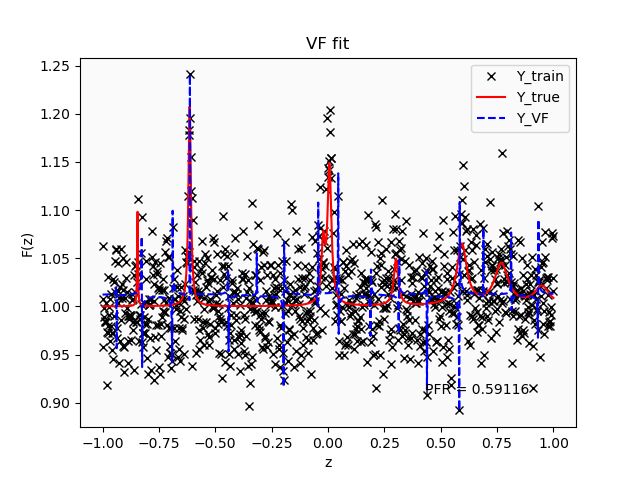 VF fit
1.25
1.20
1.15
1.10
1.05
1.00
0.95
0.90
F(z)
Y_train
Y_true
Y_VF
PFR = 0.59116
−1.00 −0.75 −0.50 −0.25 0.00 0.25 0.50 0.75 1.00
z